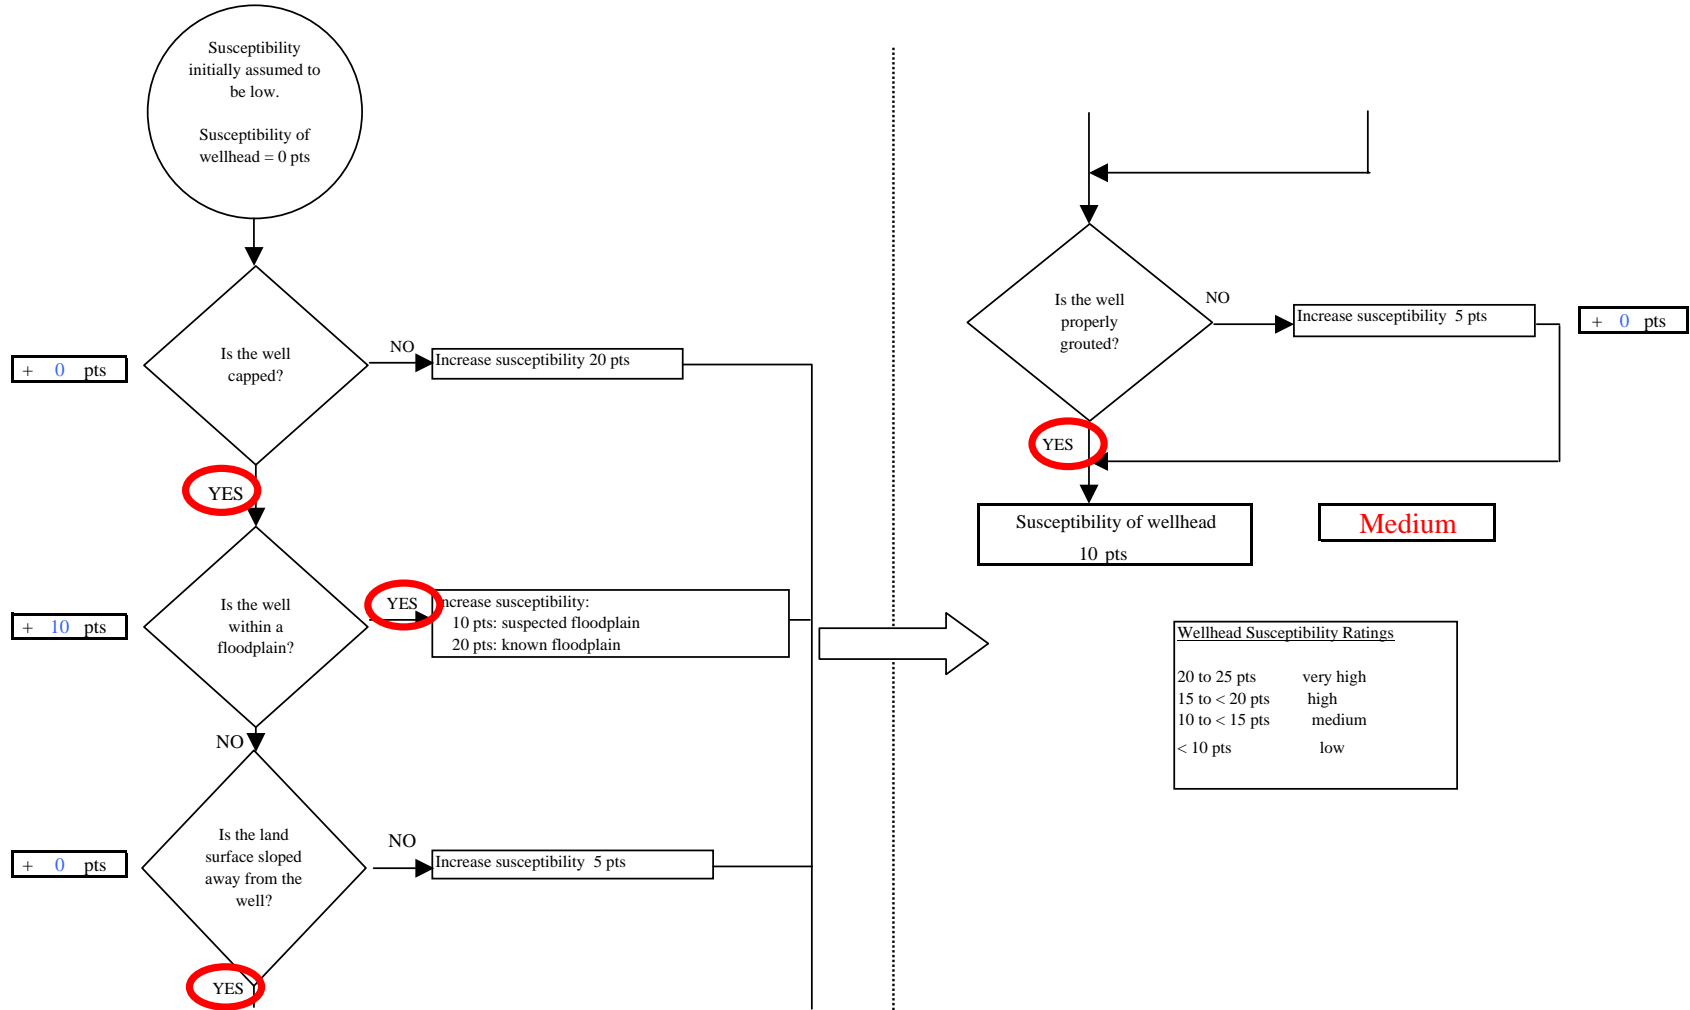 Susceptibility
initially assumed to
be low.
Susceptibility of
wellhead = 0 pts
Is the well
capped?
NO
Increase susceptibility 20 pts
+ 0 pts
YES
Is the well
within a
floodplain?
YES
Increase susceptibility:
10 pts: suspected floodplain
20 pts: known floodplain
+ 10 pts
NO
Is the land
surface sloped
away from the
well?
NO
Increase susceptibility 5 pts
+ 0 pts
YES
Is the well
properly
grouted?
NO
Increase susceptibility 5 pts
+ 0 pts
YES
Susceptibility of wellhead
10 pts
Medium
Wellhead Susceptibility Ratings
20 to 25 pts very high
15 to < 20 pts high
10 to < 15 pts medium
< 10 pts low